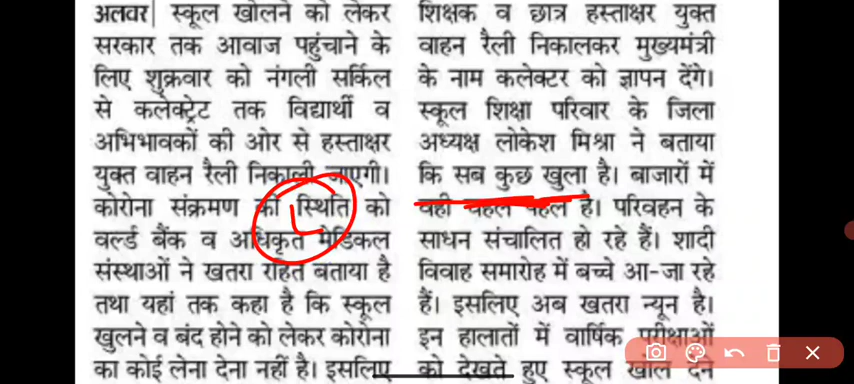 अलवर| स्कूल खोलने को लेकर
सरकार तक आवाज पहुंचाने के
लिए शुक्रवार को नंगली सर्किल
से कलेक्ट्रेट तक विद्यार्थी व
अभिभावकों की ओर से हस्ताक्षर
युक्त वाहन रैली निकाली जाएगी।
कोरोना संक्रमण की स्थिति को
वर्ल्ड बैंक व अधिकृत मेडिकल
संस्थाओं ने खतरा रहित बताया है
तथा यहां तक कहा है कि स्कूल
खुलने व बंद होने को लेकर कोरोना
का कोई लेना देना नहीं है। इसलिए
शिक्षक व छात्र हस्ताक्षर युक्त
वाहन रैली निकालकर मुख्यमंत्री
के नाम कलेक्टर को ज्ञापन देंगे।
स्कूल शिक्षा परिवार के जिला
अध्यक्ष लोकेश मिश्रा ने बताया
कि सब कुछ खुला है। बाजारों में
वही चहल पहल है। परिवहन के
साधन संचालित हो रहे हैं। शादी
विवाह समारोह में बच्चे आ-जा रहे
हैं। इसलिए अब खतरा न्यून है।
इन हालातों में वार्षिक परीक्षाओं
को देखते हुए स्कूल खोल देने